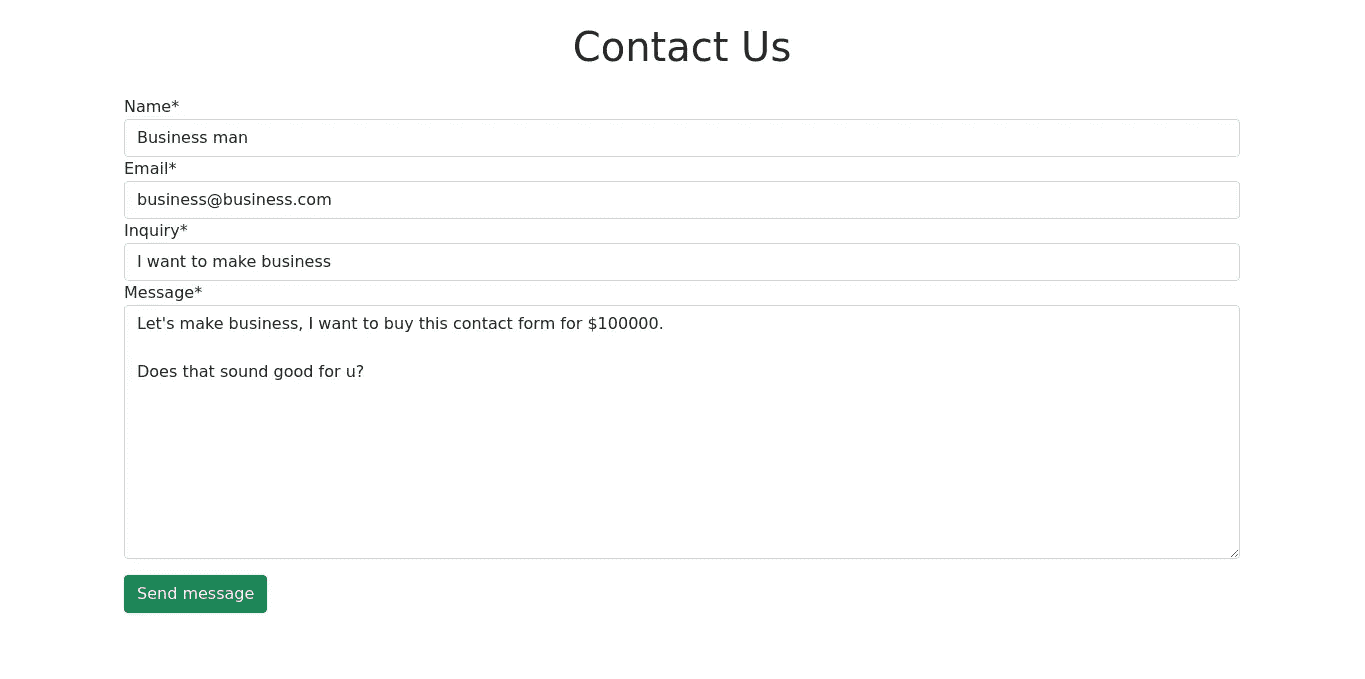 Contact Us
Name*
Business man
Email*
business@business.com
Inquiry*
I want to make business
Message*
Let's make business, I want to buy this contact form for $100000.
Does that sound good for u?
Send message